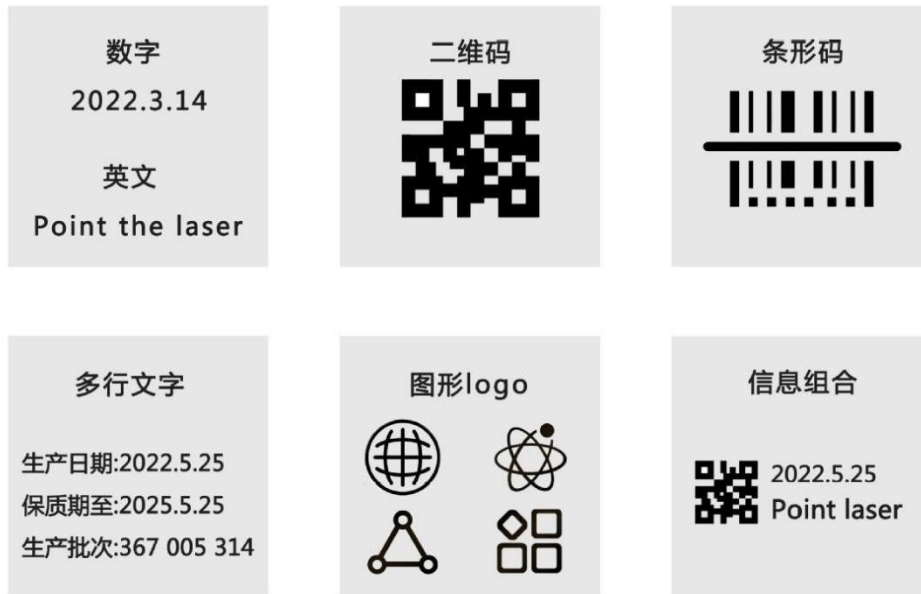 数字
2022.3.14
英文
Point the laser
二维码
条形码
多行文字
生产日期:2022.5.25
保质期至:2025.5.25
生产批次:367 005 314
图形logo
信息组合
2022.5.25
Point laser